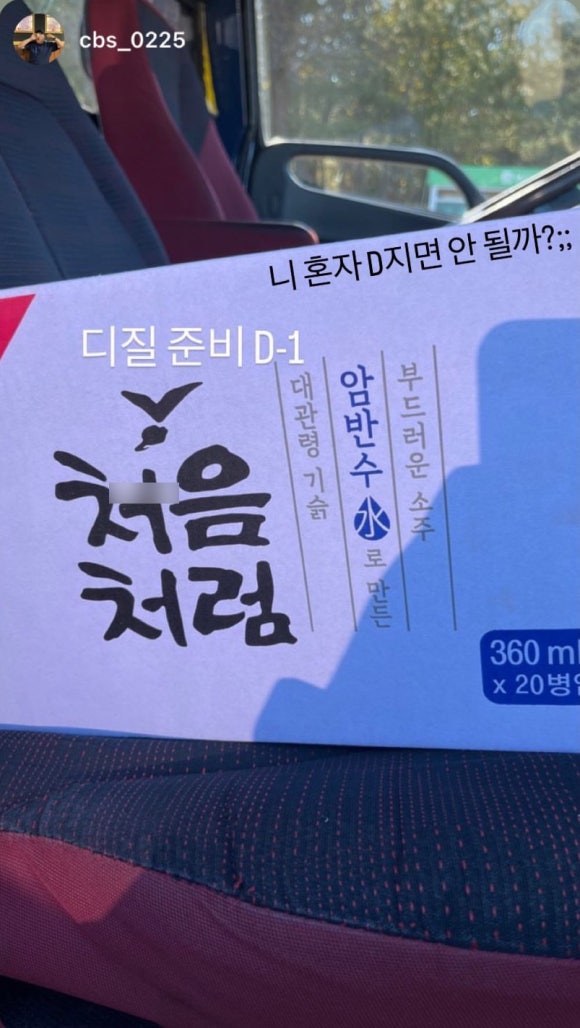 cbs_0225
니 혼자 D지면 안 될까?;;
디질 준비 D-1
처음
처럼
대관령 기슭
암반수 水로 만든
부드러운 소주
360 ml
x 20병